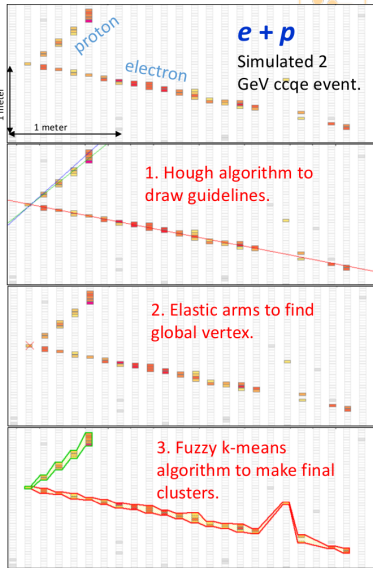 proton
e + p
electron
Simulated 2
GeV ccqe event.
1 meter
1 meter
1. Hough algorithm to
draw guidelines.
2. Elastic arms to find
global vertex.
3. Fuzzy k-means
algorithm to make final
clusters.